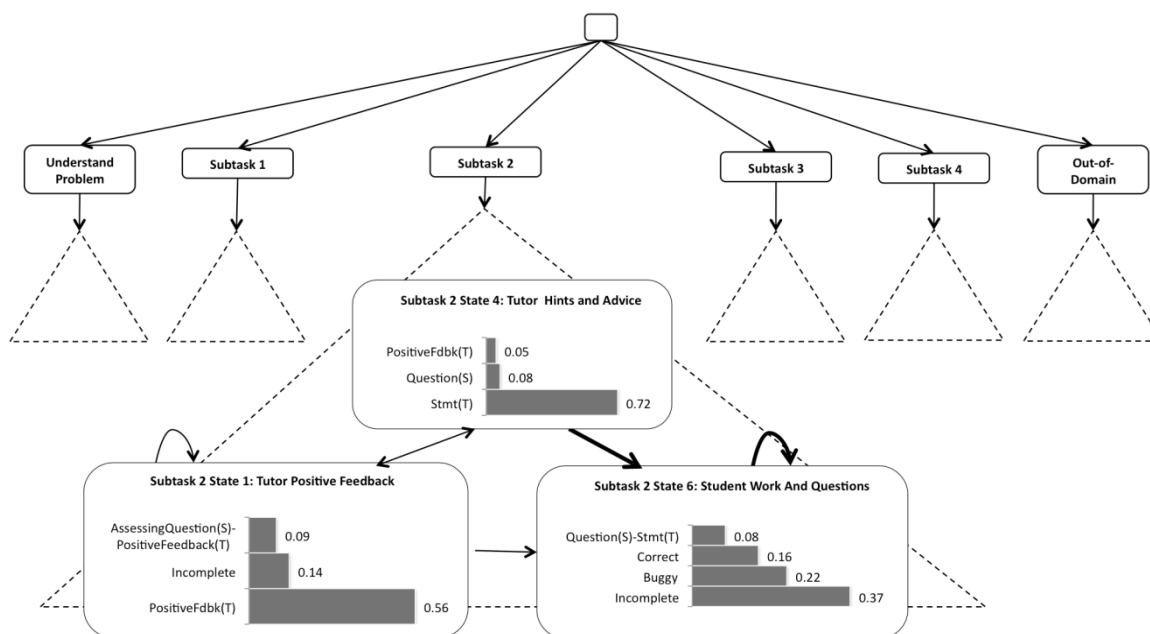 Understand
Problem
Subtask 1
Subtask 2
Subtask 3
Subtask 4
Out-of-
Domain
Subtask 2 State 4: Tutor Hints and Advice
PositiveFdbk(T) 0.05
Question(S) 0.08
Stmt(T) 0.72
Subtask 2 State 1: Tutor Positive Feedback
AssessingQuestion(S)-
PositiveFeedback(T) 0.09
Incomplete 0.14
PositiveFdbk(T) 0.56
Subtask 2 State 6: Student Work And Questions
Question(S)-Stmt(T) 0.08
Correct 0.16
Buggy 0.22
Incomplete 0.37